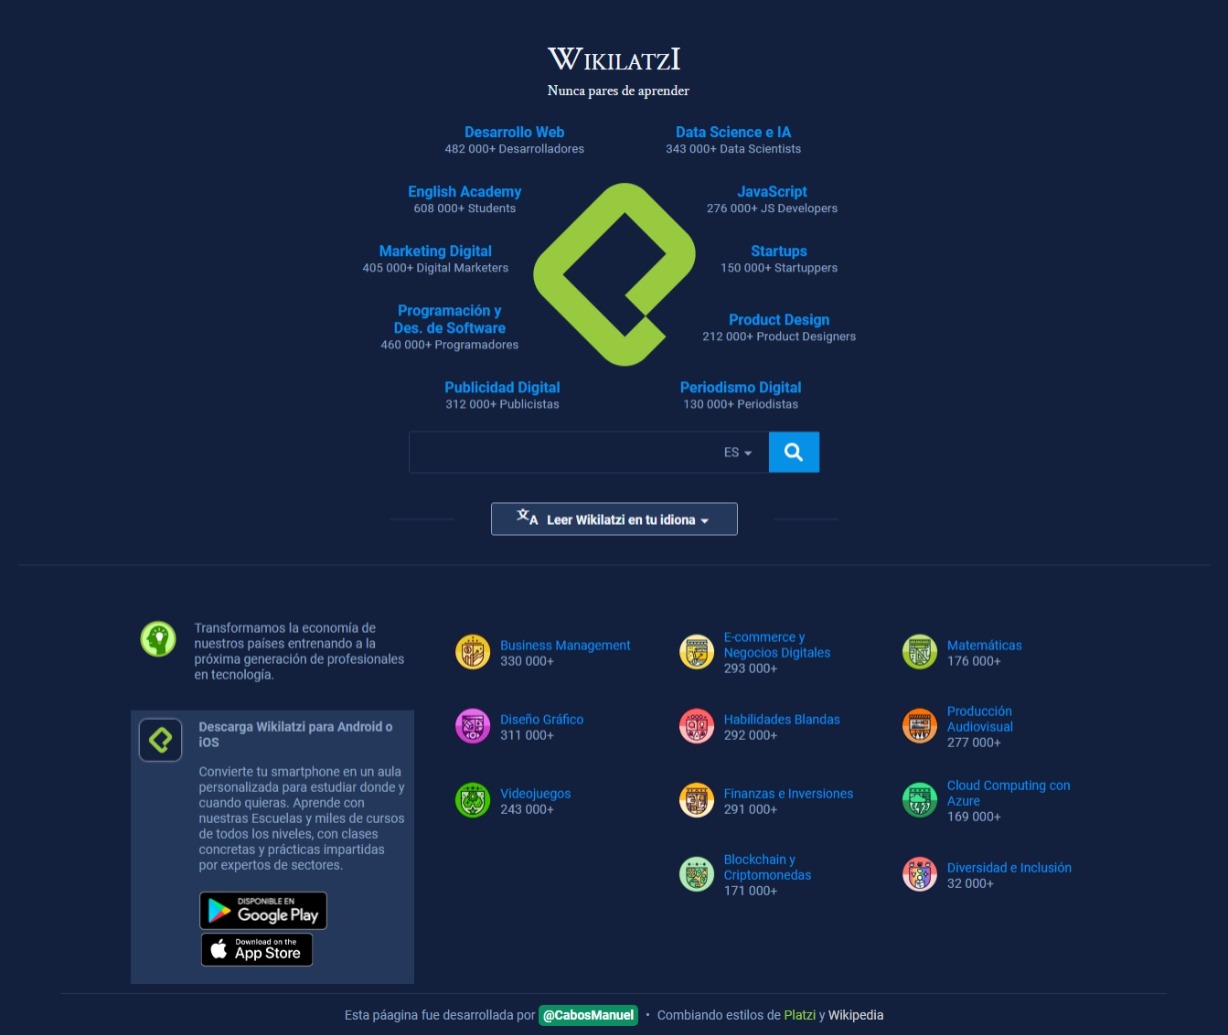 WIKILATZI
Nunca pares de aprender
Desarrollo Web
482 000+ Desarrolladores
Data Science e IA
343 000+ Data Scientists
English Academy
608 000+ Students
JavaScript
276 000+ JS Developers
Marketing Digital
405 000+ Digital Marketers
Startups
150 000+ Startuppers
Programación y
Des. de Software
460 000+ Programadores
Product Design
212 000+ Product Designers
Publicidad Digital
312 000+ Publicistas
Periodismo Digital
130 000+ Periodistas
ES
文A Leer Wikilatzi en tu idiona
Transformamos la economía de
nuestros países entrenando a la
próxima generación de profesionales
en tecnología.
Descarga Wikilatzi para Android o
iOS
Convierte tu smartphone en un aula
personalizada para estudiar donde y
cuando quieras. Aprende con
nuestras Escuelas y miles de cursos
de todos los niveles, con clases
concretas y prácticas impartidas
por expertos de sectores.
DISPONIBLE EN
Google Play
Download on the
App Store
Business Management
330 000+
Diseño Gráfico
311 000+
Videojuegos
243 000+
E-commerce y
Negocios Digitales
293 000+
Habilidades Blandas
292 000+
Finanzas e Inversiones
291 000+
Blockchain y
Criptomonedas
171 000+
Matemáticas
176 000+
Producción
Audiovisual
277 000+
Cloud Computing con
Azure
169 000+
Diversidad e Inclusión
32 000+
Esta páagina fue desarrollada por @CabosManuel • Combiando estilos de Platzi y Wikipedia